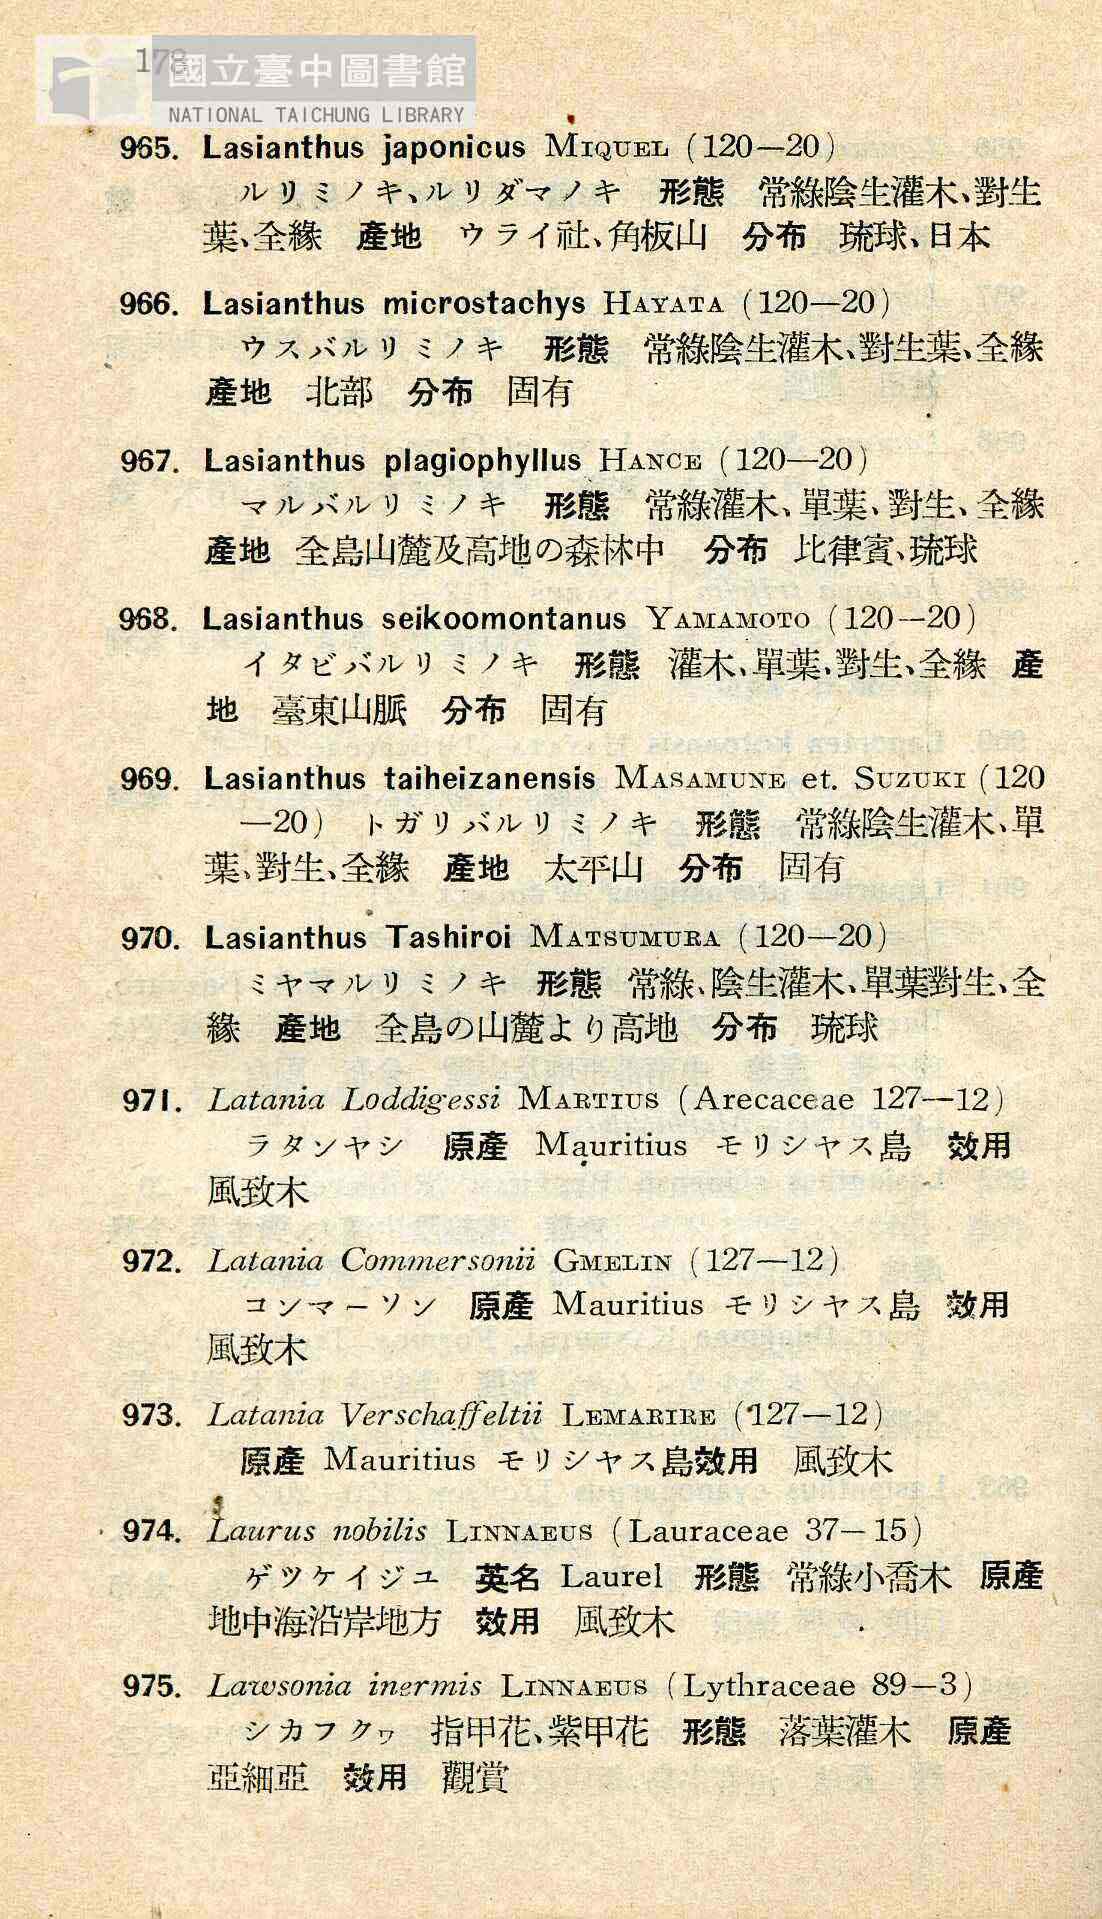 178
國立臺中圖書館
NATIONAL TAICHUNG LIBRARY
965. Lasianthus japonicus MIQUEL (120—20)
ルリミノキ、ルリダマノキ 形態 常綠陰生灌木、對生
葉、全緣 產地 ウライ社、角板山 分布 琉球、日本
966. Lasianthus microstachys HAYATA (120—20)
ウスバルリミノキ 形態 常綠陰生灌木、對生葉、全緣
產地 北部 分布 固有
967. Lasianthus plagiophyllus HANCE (120—20)
マルバルリミノキ 形態 常綠灌木、單葉、對生、全緣
產地 全島山麓及高地の森林中 分布 比律賓、琉球
968. Lasianthus seikoomontanus YAMAMOTO (120—20)
イタビバルリミノキ 形態 灌木、單葉、對生、全緣 產
地 臺東山脈 分布 固有
969. Lasianthus taiheizanensis MASAMUNE et. SUZUKI (120
—20) トガリバルリミノキ 形態 常綠陰生灌木、單
葉、對生、全緣 產地 太平山 分布 固有
970. Lasianthus Tashiroi MATSUMURA (120—20)
ミヤマルリミノキ 形態 常綠、陰生灌木、單葉對生、全
緣 產地 全島の山麓より高地 分布 琉球
971. Latania Loddigessi MARTIUS (Arecaceae 127—12)
ラタンヤシ 原產 Mauritius モリシヤス島 效用
風致木
972. Latania Commersonii GMELIN (127—12)
コンマーソン 原產 Mauritius モリシヤス島 效用
風致木
973. Latania Verschaffeltii LEMARIRE (127—12)
原產 Mauritius モリシヤス島效用 風致木
974. Laurus nobilis LINNAEUS (Lauraceae 37—15)
ゲツケイジユ 英名 Laurel 形態 常綠小喬木 原產
地中海沿岸地方 效用 風致木
975. Lawsonia inermis LINNAEUS (Lythraceae 89—3)
シカフクヮ 指甲花、紫甲花 形態 落葉灌木 原產
亞細亞 效用 觀賞